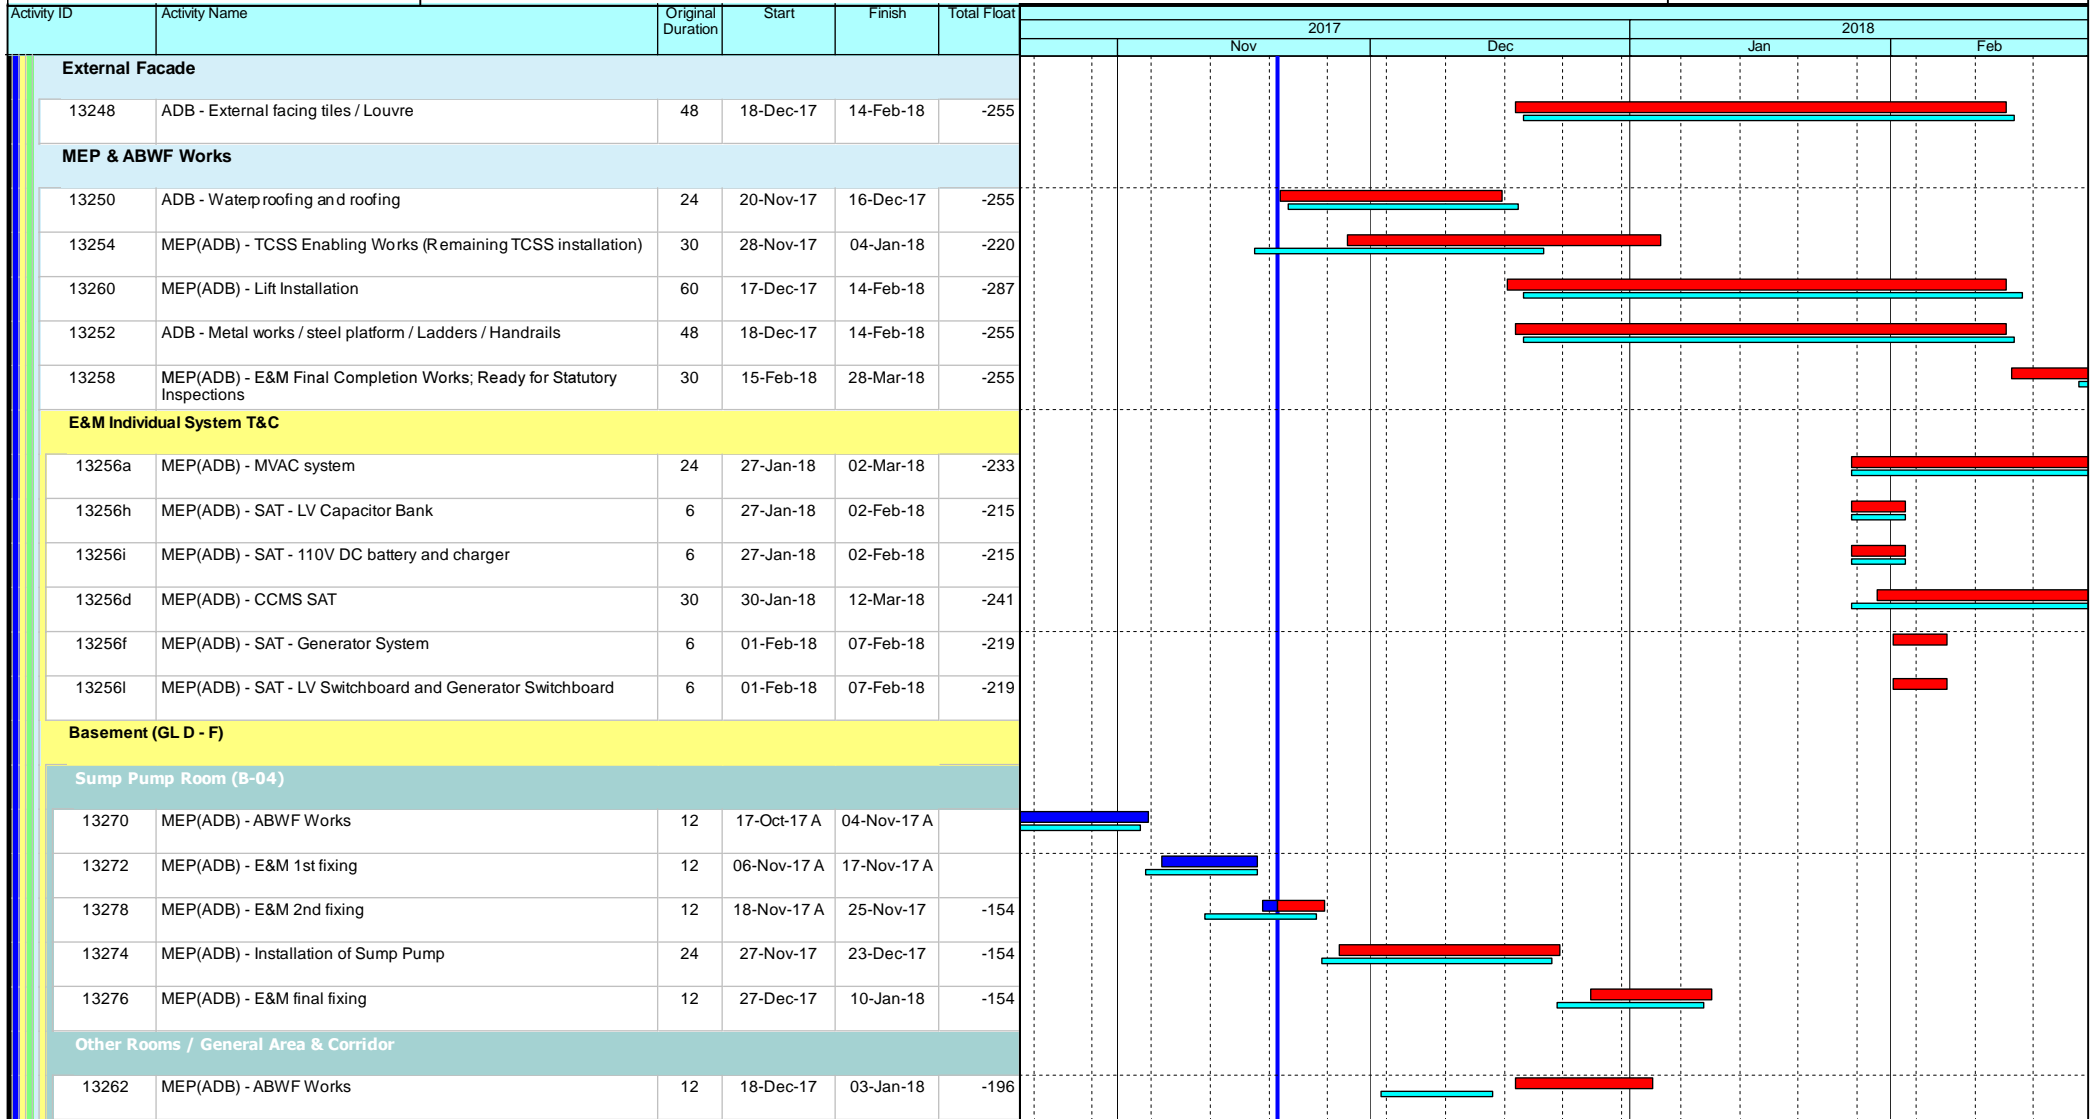 Activity ID Activity Name Original Duration Start Finish Total Float
2017 2018
Nov Dec Jan Feb
External Facade
13248 ADB - External facing tiles / Louvre 48 18-Dec-17 14-Feb-18 -255
MEP & ABWF Works
13250 ADB - Waterproofing and roofing 24 20-Nov-17 16-Dec-17 -255
13254 MEP(ADB) - TCSS Enabling Works (Remaining TCSS installation) 30 28-Nov-17 04-Jan-18 -220
13260 MEP(ADB) - Lift Installation 60 17-Dec-17 14-Feb-18 -287
13252 ADB - Metal works / steel platform / Ladders / Handrails 48 18-Dec-17 14-Feb-18 -255
13258 MEP(ADB) - E&M Final Completion Works; Ready for Statutory 30 15-Feb-18 28-Mar-18 -255
Inspections
E&M Individual System T&C
13256a MEP(ADB) - MVAC system 24 27-Jan-18 02-Mar-18 -233
13256h MEP(ADB) - SAT - LV Capacitor Bank 6 27-Jan-18 02-Feb-18 -215
13256i MEP(ADB) - SAT - 110V DC battery and charger 6 27-Jan-18 02-Feb-18 -215
13256d MEP(ADB) - CCMS SAT 30 30-Jan-18 12-Mar-18 -241
13256f MEP(ADB) - SAT - Generator System 6 01-Feb-18 07-Feb-18 -219
13256l MEP(ADB) - SAT - LV Switchboard and Generator Switchboard 6 01-Feb-18 07-Feb-18 -219
Basement (GL D - F)
Sump Pump Room (B-04)
13270 MEP(ADB) - ABWF Works 12 17-Oct-17 A 04-Nov-17 A
13272 MEP(ADB) - E&M 1st fixing 12 06-Nov-17 A 17-Nov-17 A
13278 MEP(ADB) - E&M 2nd fixing 12 18-Nov-17 A 25-Nov-17 -154
13274 MEP(ADB) - Installation of Sump Pump 24 27-Nov-17 23-Dec-17 -154
13276 MEP(ADB) - E&M final fixing 12 27-Dec-17 10-Jan-18 -154
Other Rooms / General Area & Corridor
13262 MEP(ADB) - ABWF Works 12 18-Dec-17 03-Jan-18 -196